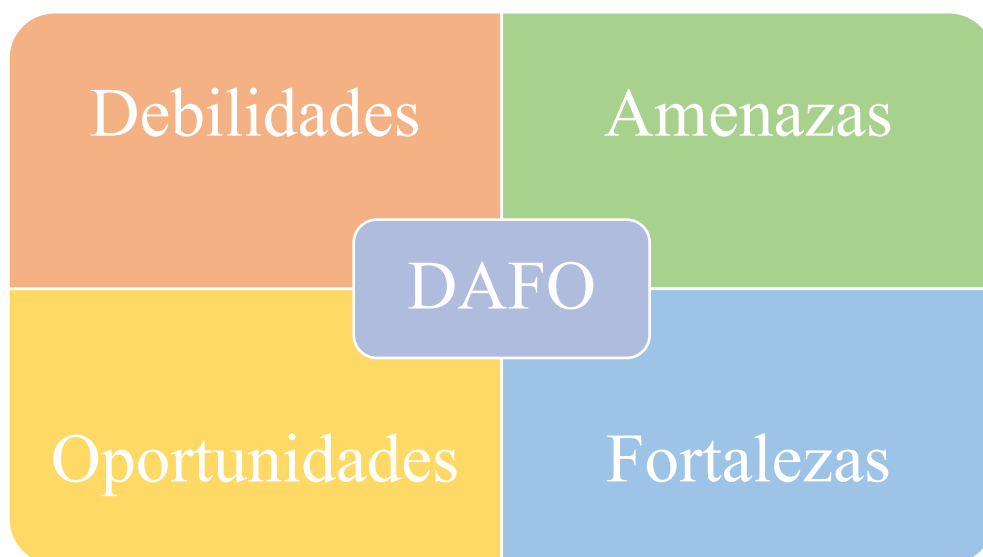 Debilidades
Amenazas
DAFO
Oportunidades
Fortalezas